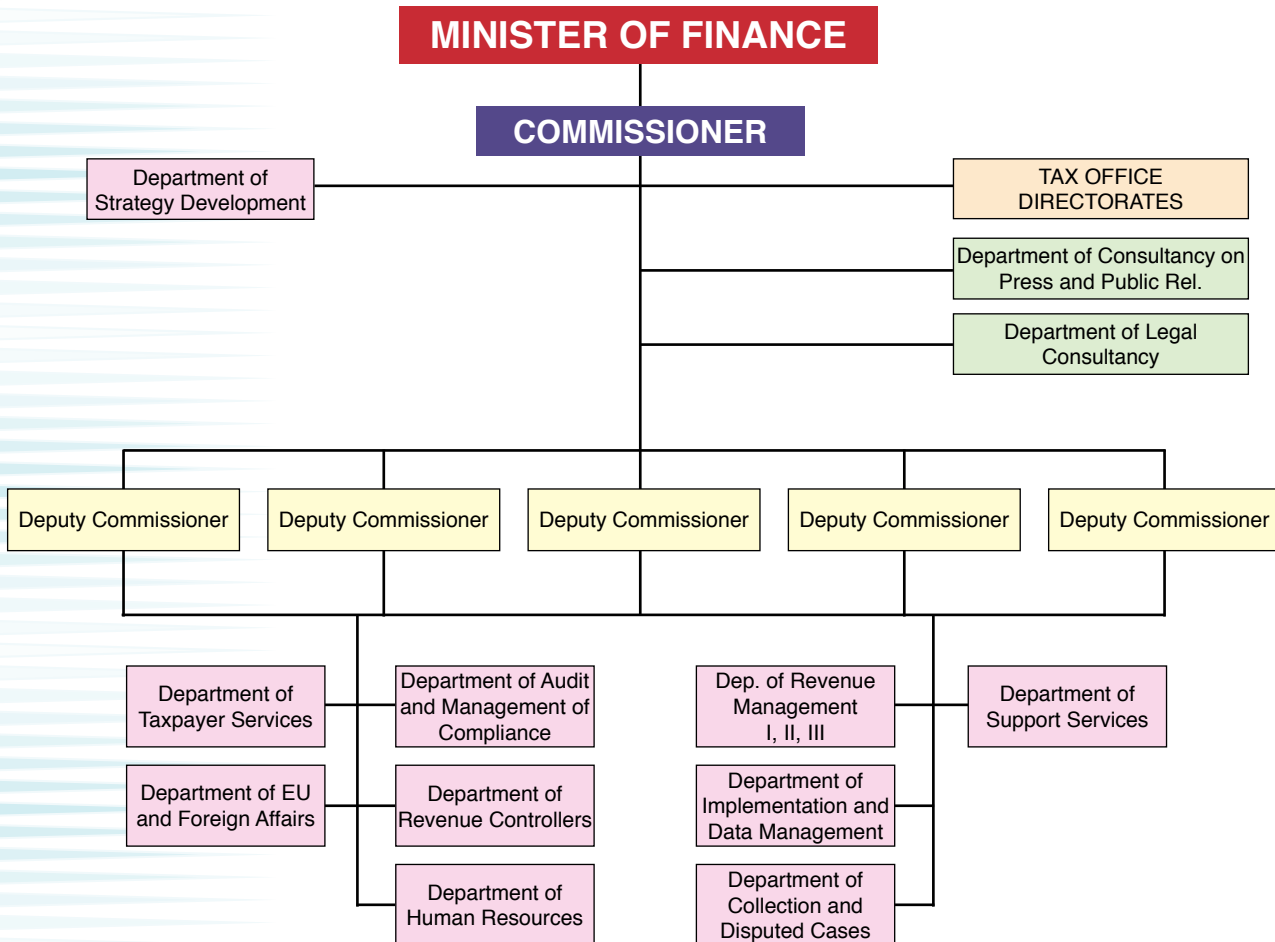 MINISTER OF FINANCE
COMMISSIONER
Department of
Strategy Development
TAX OFFICE
DIRECTORATES
Department of Consultancy on
Press and Public Rel.
Department of Legal
Consultancy
Deputy Commissioner
Deputy Commissioner
Deputy Commissioner
Deputy Commissioner
Deputy Commissioner
Department of
Taxpayer Services
Department of Audit
and Management of
Compliance
Dep. of Revenue
Management
I, II, III
Department of
Support Services
Department of EU
and Foreign Affairs
Department of
Revenue Controllers
Department of
Implementation and
Data Management
Department of
Human Resources
Department of
Collection and
Disputed Cases